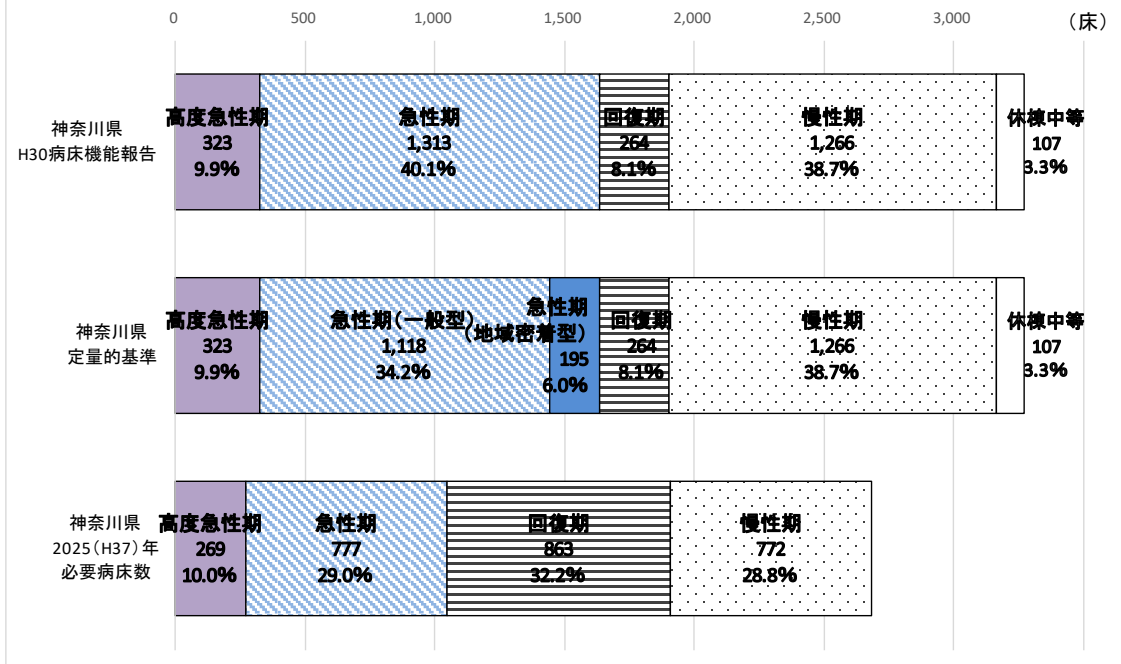 0 500 1,000 1,500 2,000 2,500 3,000 （床）
神奈川県
H30病床機能報告
高度急性期
323
9.9%
急性期
1,313
40.1%
回復期
264
8.1%
慢性期
1,266
38.7%
休棟中等
107
3.3%
神奈川県
定量的基準
高度急性期
323
9.9%
急性期（一般型）
1,118
34.2%
急性期
（地域密着型）
195
6.0%
回復期
264
8.1%
慢性期
1,266
38.7%
休棟中等
107
3.3%
神奈川県
2025（H37）年
必要病床数
高度急性期
269
10.0%
急性期
777
29.0%
回復期
863
32.2%
慢性期
772
28.8%